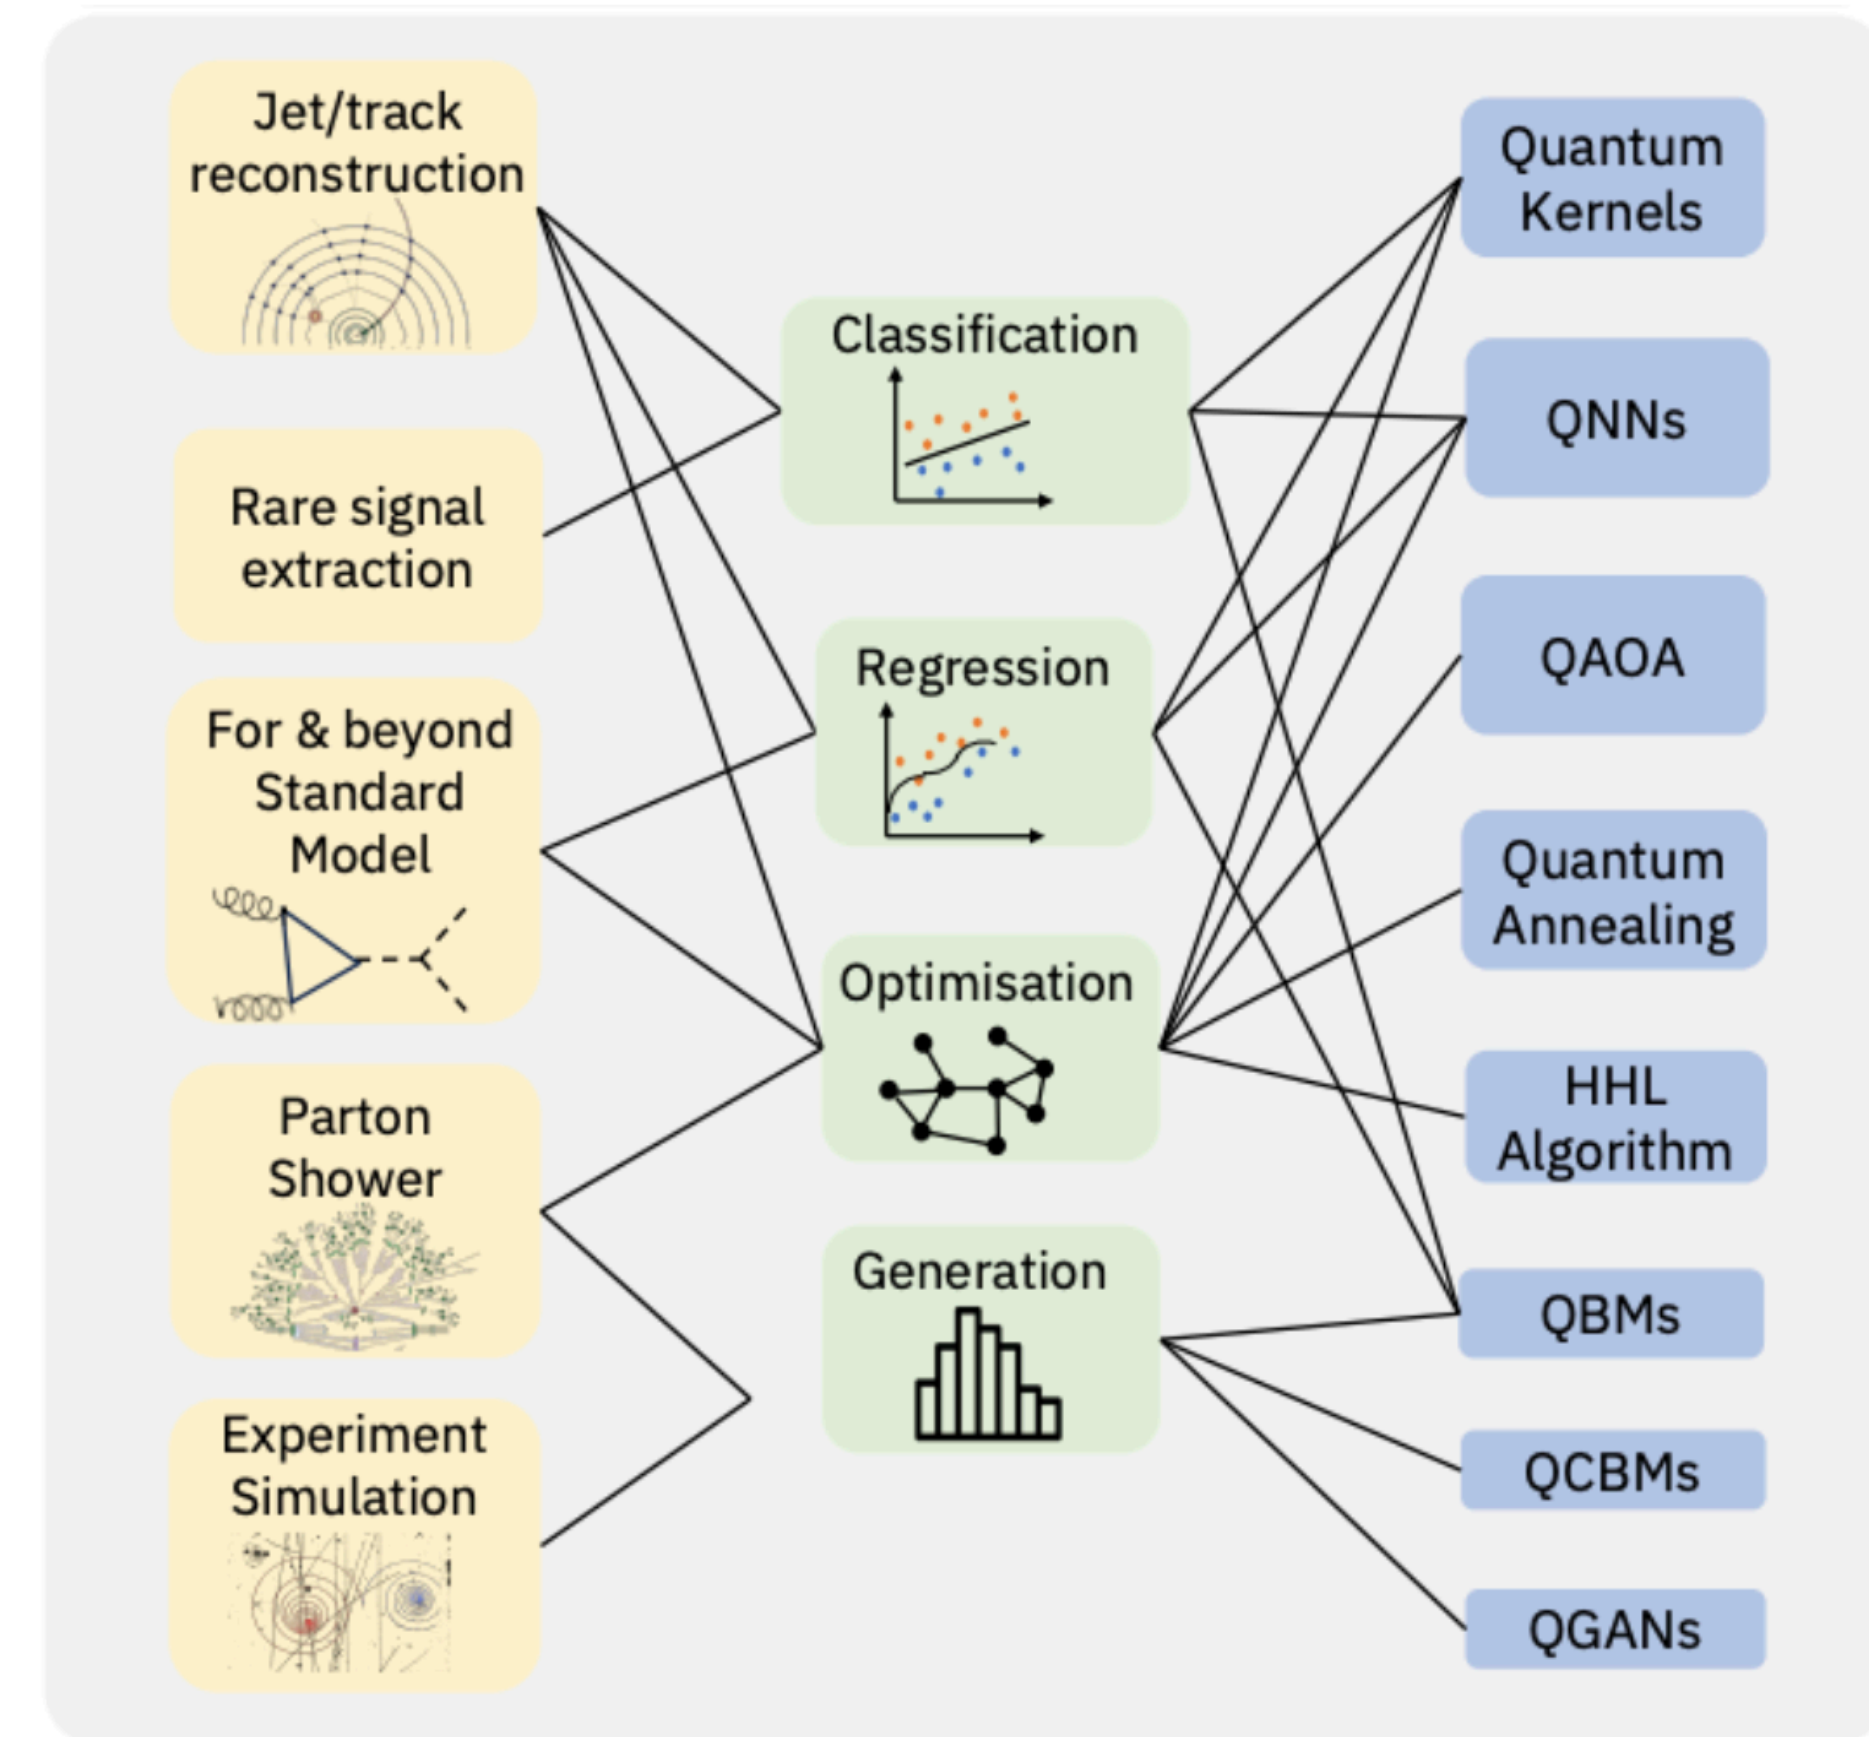 Jet/track
reconstruction
Rare signal
extraction
For & beyond
Standard
Model
Parton
Shower
Experiment
Simulation
Classification
Regression
Optimisation
Generation
Quantum
Kernels
QNNs
QAOA
Quantum
Annealing
HHL
Algorithm
QBMs
QCBMs
QGANs